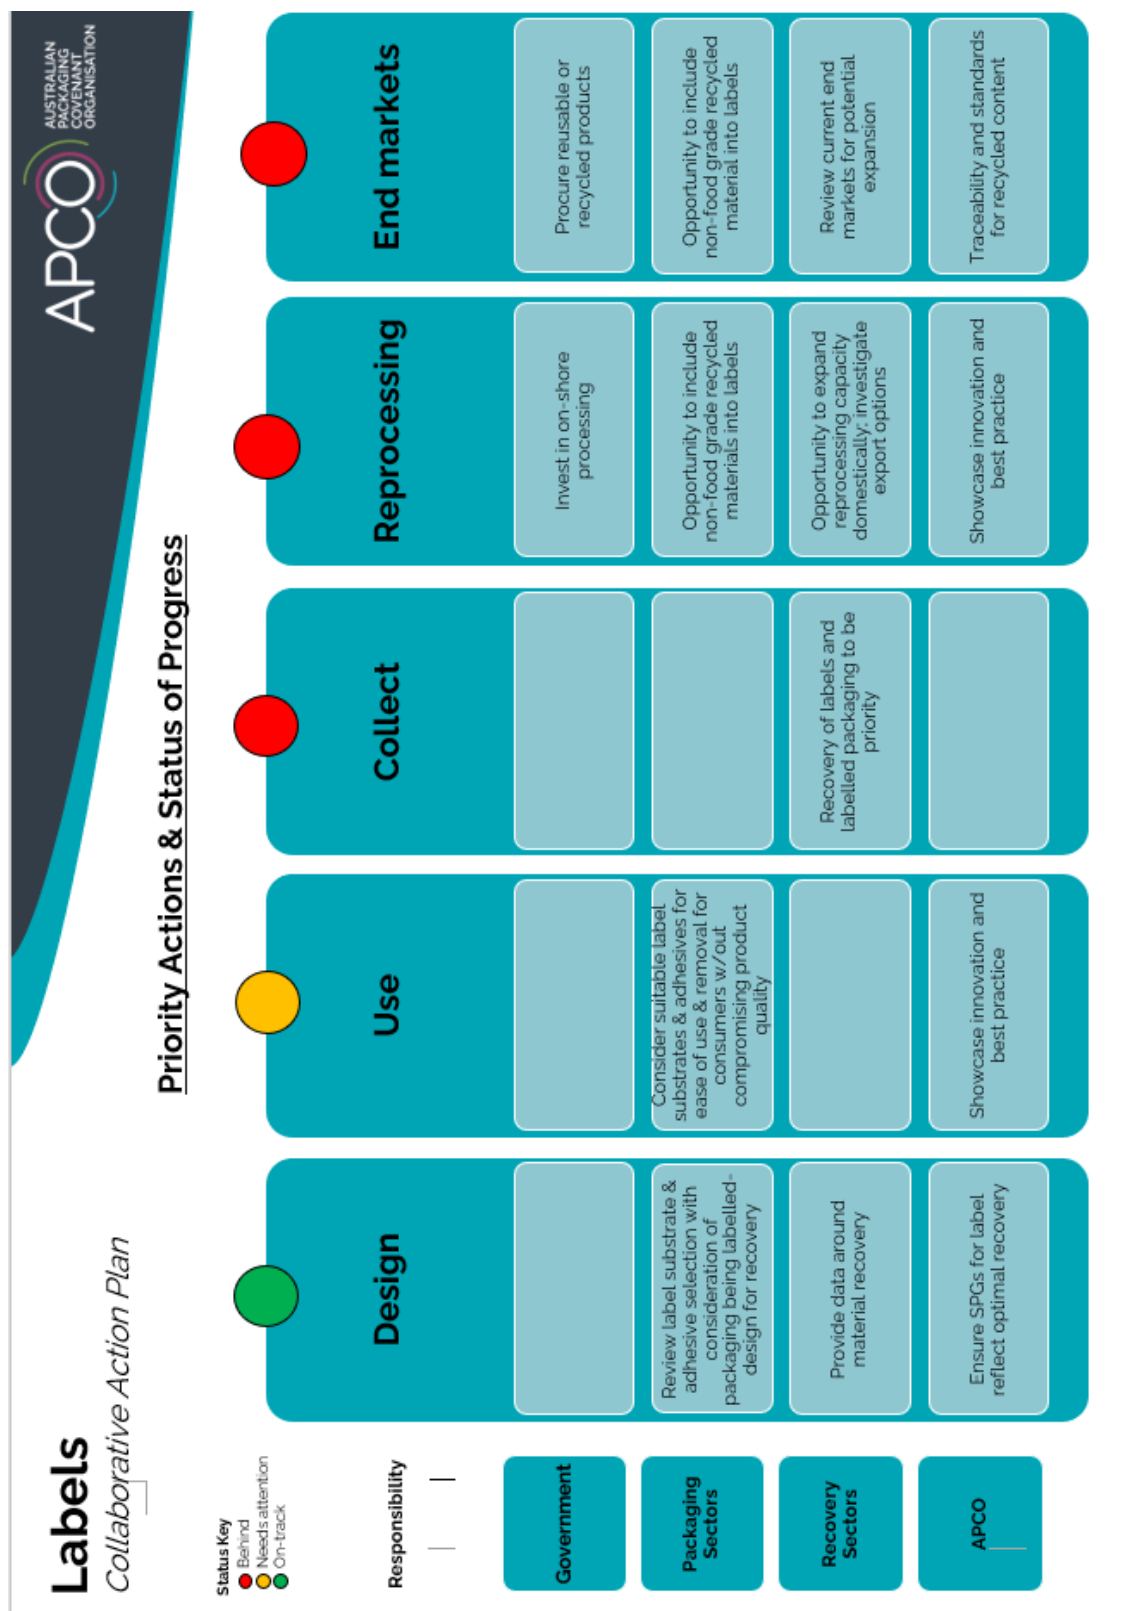 Labels
Collaborative Action Plan
APCO
AUSTRALIAN
PACKAGING
COVENANT
ORGANISATION
Priority Actions & Status of Progress
Status Key
Behind
Needs attention
On-track
Responsibility
Design
Use
Collect
Reprocessing
End markets
Government
Invest in on-shore
processing
Procure reusable or
recycled products
Packaging
Sectors
Review label substrate &
adhesive selection with
consideration of
packaging being labelled-
design for recovery
Consider suitable label
substrates & adhesives for
ease of use & removal for
consumers w/out
compromising product
quality
Opportunity to include
non-food grade recycled
materials into labels
Opportunity to include
non-food grade recycled
material into labels
Recovery
Sectors
Provide data around
material recovery
Recovery of labels and
labelled packaging to be
priority
Opportunity to expand
reprocessing capacity
domestically; investigate
export options
Review current end
markets for potential
expansion
APCO
Ensure SPGs for label
reflect optimal recovery
Showcase innovation and
best practice
Showcase innovation and
best practice
Traceability and standards
for recycled content